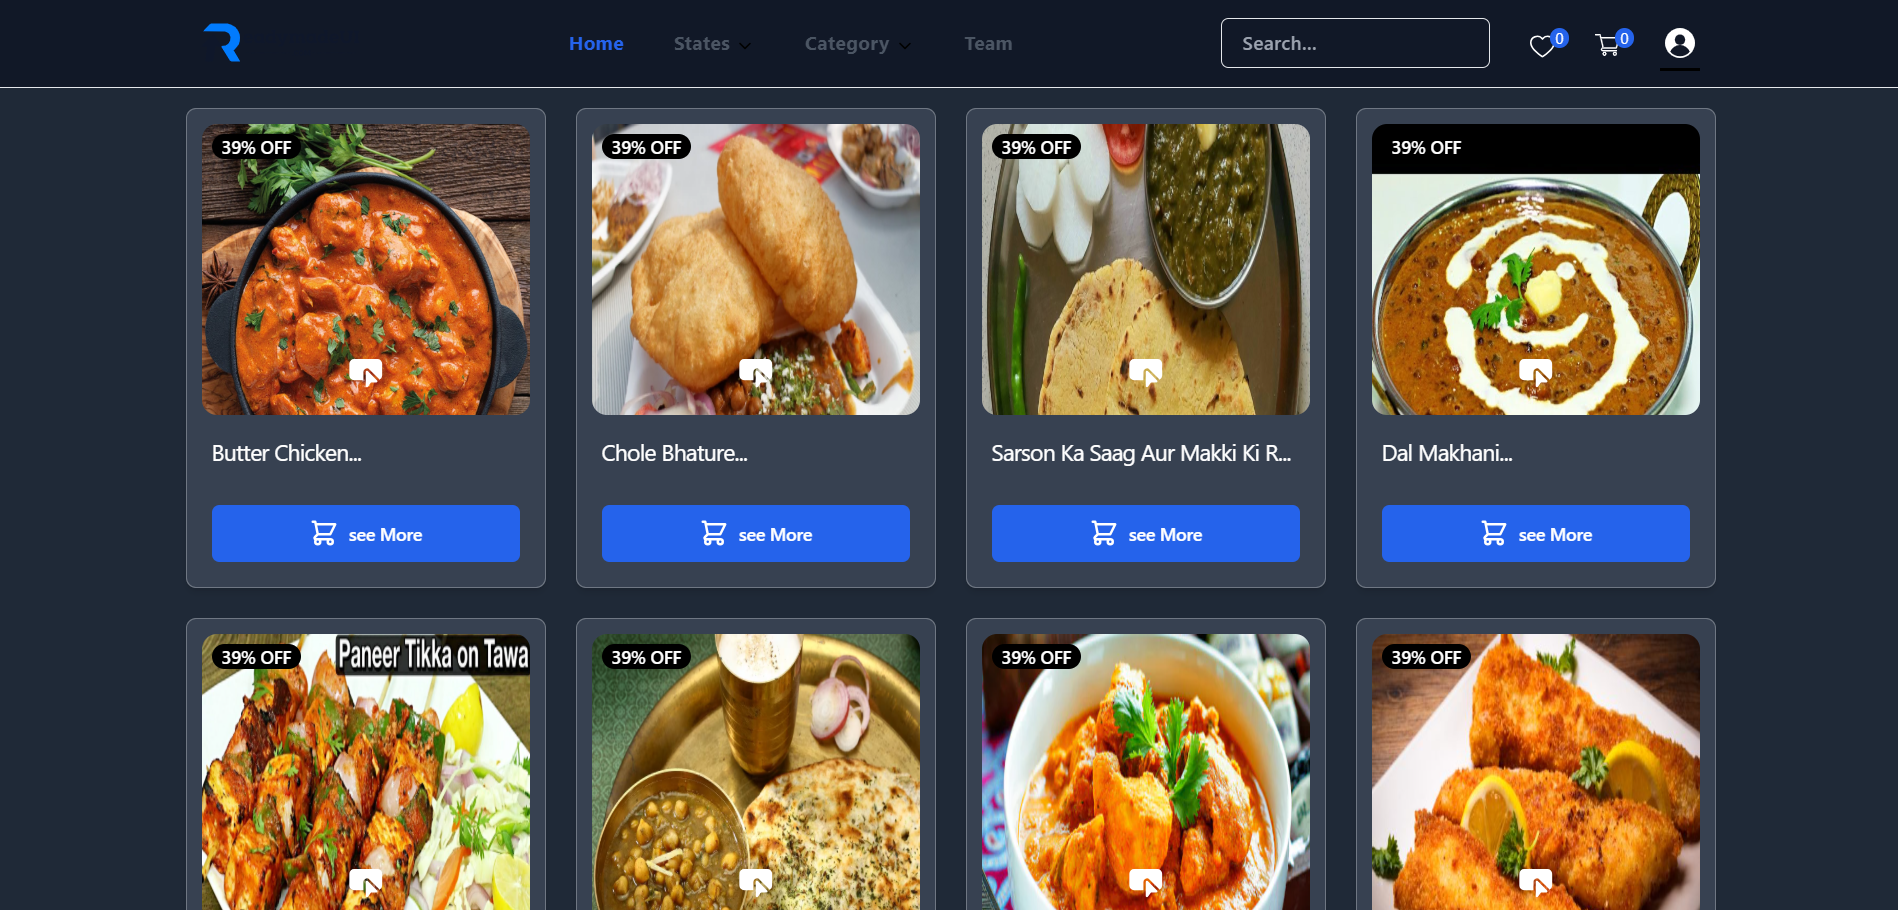 Home States Category Team Search... 0 0
39% OFF 39% OFF 39% OFF 39% OFF
Butter Chicken... Chole Bhature... Sarson Ka Saag Aur Makki Ki R... Dal Makhani...
see More see More see More see More
39% OFF Paneer Tikka on Tawa 39% OFF 39% OFF 39% OFF